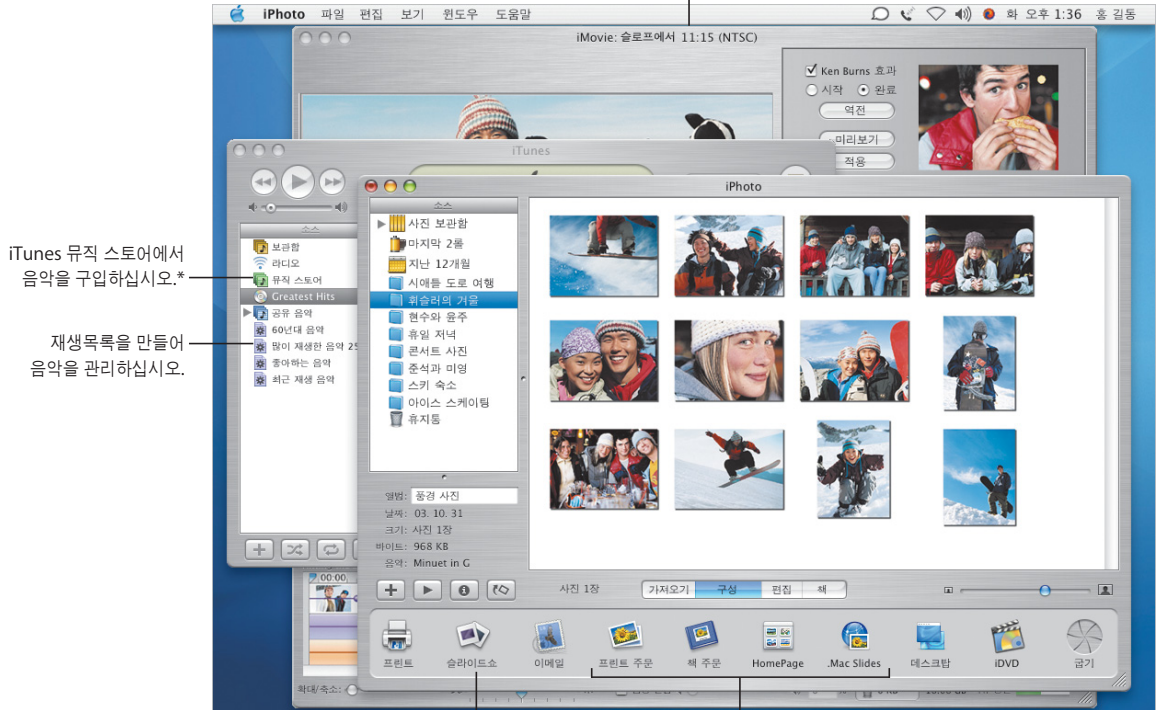 iPhoto 파일 편집 보기 윈도우 도움말
화 오후 1:36 홍 길동
iMovie: 슬로프에서 11:15 (NTSC)
Ken Burns 효과
시작 완료
역전
미리보기
적용
iTunes
소스
보관함
라디오
뮤직 스토어
Greatest Hits
공유 음악
60년대 음악
많이 재생한 음악 25
좋아하는 음악
최근 재생 음악
iTunes 뮤직 스토어에서
음악을 구입하십시오.*
재생목록을 만들어
음악을 관리하십시오.
iPhoto
소스
사진 보관함
마지막 2롤
지난 12개월
시애틀 도로 여행
휘슬러의 겨울
현수와 윤주
휴일 저녁
콘서트 사진
준석과 미영
스키 숙소
아이스 스케이팅
휴지통
앨범: 풍경 사진
날짜: 03. 10. 31
크기: 사진 1장
바이트: 968 KB
음악: Minuet in G
사진 1장
가져오기 구성 편집 책
프린트 슬라이드쇼 이메일 프린트 주문 책 주문 HomePage .Mac Slides 데스크탑 iDVD 굽기
00:00
확대/축소: